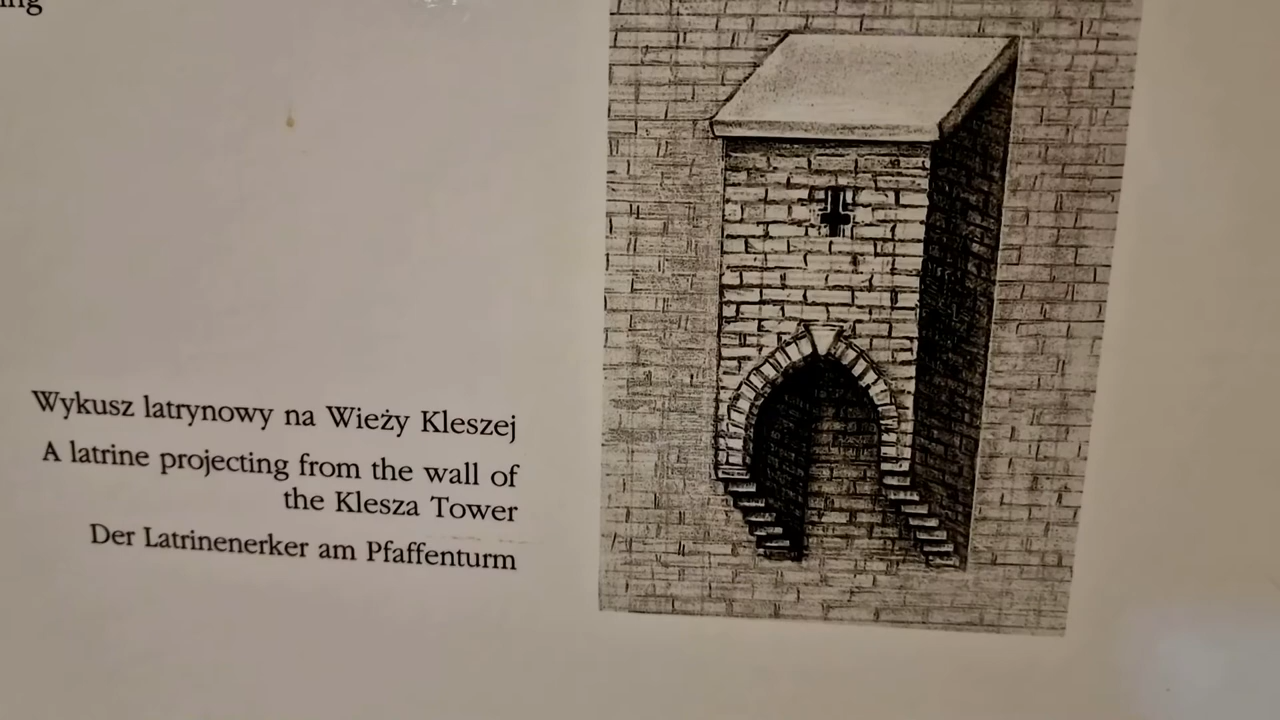 Wykusz latrynowy na Wieży Kleszej
A latrine projecting from the wall of
the Klesza Tower
Der Latrinenerker am Pfaffenturm